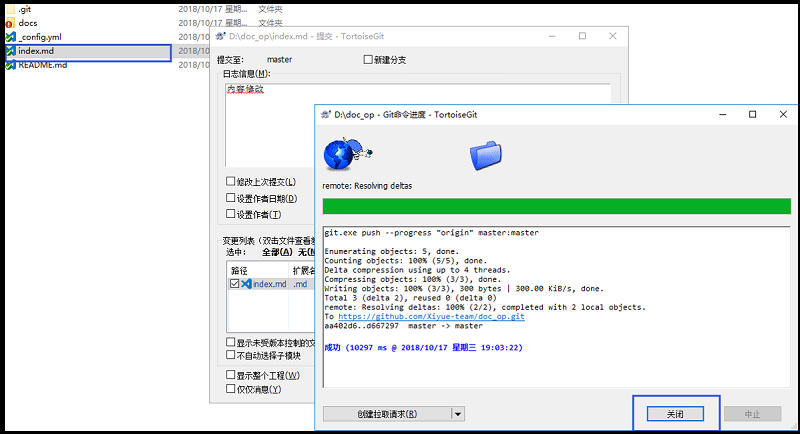 .git
2018/10/17 星期...
文件夹
docs
2018/10/17 星期...
文件夹
_config.yml
2018/10
index.md
2018/10
README.md
2018/10
D:\doc_op\index.md - 提交 - TortoiseGit
提交至:
master
新建分支
日志信息(M):
内容修改
修改上次提交(L)
设置作者日期(D)
设置作者(T)
变更列表（双击文件查看
选中:
全部(A)
无(N)
路径
扩展名
index.md
.md
显示未受版本控制的文
不自动选择子模块
显示整个工程(W)
仅仅消息(Y)
D:\doc_op - Git命令进度 - TortoiseGit
remote: Resolving deltas
git.exe push --progress "origin" master:master
Enumerating objects: 5, done.
Counting objects: 100% (5/5), done.
Delta compression using up to 4 threads.
Compressing objects: 100% (3/3), done.
Writing objects: 100% (3/3), 300 bytes | 300.00 KiB/s, done.
Total 3 (delta 2), reused 0 (delta 0)
remote: Resolving deltas: 100% (2/2), completed with 2 local objects.
To https://github.com/Xiyue-team/doc_op.git
aa402d6..d667297 master -> master
成功 (10297 ms @ 2018/10/17 星期三 19:03:22)
创建拉取请求(R)
关闭
中止